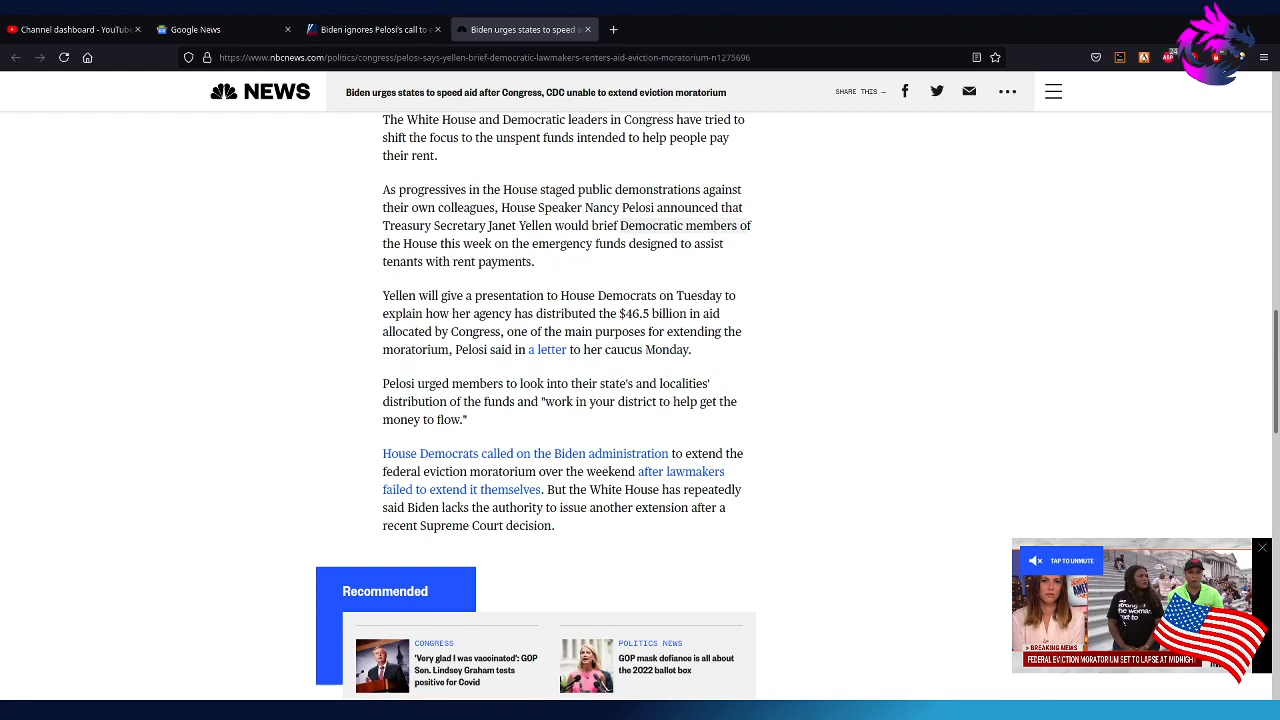 Channel dashboard - YouTube
Google News
Biden ignores Pelosi's call to e
Biden urges states to speed a
https://www.nbcnews.com/politics/congress/pelosi-says-yellen-brief-democratic-lawmakers-renters-aid-eviction-moratorium-n1275696
24
NEWS
Biden urges states to speed aid after Congress, CDC unable to extend eviction moratorium
SHARE THIS —
The White House and Democratic leaders in Congress have tried to
shift the focus to the unspent funds intended to help people pay
their rent.
As progressives in the House staged public demonstrations against
their own colleagues, House Speaker Nancy Pelosi announced that
Treasury Secretary Janet Yellen would brief Democratic members of
the House this week on the emergency funds designed to assist
tenants with rent payments.
Yellen will give a presentation to House Democrats on Tuesday to
explain how her agency has distributed the $46.5 billion in aid
allocated by Congress, one of the main purposes for extending the
moratorium, Pelosi said in a letter to her caucus Monday.
Pelosi urged members to look into their state's and localities'
distribution of the funds and "work in your district to help get the
money to flow."
House Democrats called on the Biden administration to extend the
federal eviction moratorium over the weekend after lawmakers
failed to extend it themselves. But the White House has repeatedly
said Biden lacks the authority to issue another extension after a
recent Supreme Court decision.
TAP TO UNMUTE
> BREAKING NEWS
FEDERAL EVICTION MORATORIUM SET TO LAPSE AT MIDNIGHT
Recommended
CONGRESS
'Very glad I was vaccinated': GOP
Sen. Lindsey Graham tests
positive for Covid
POLITICS NEWS
GOP mask defiance is all about
the 2022 ballot box